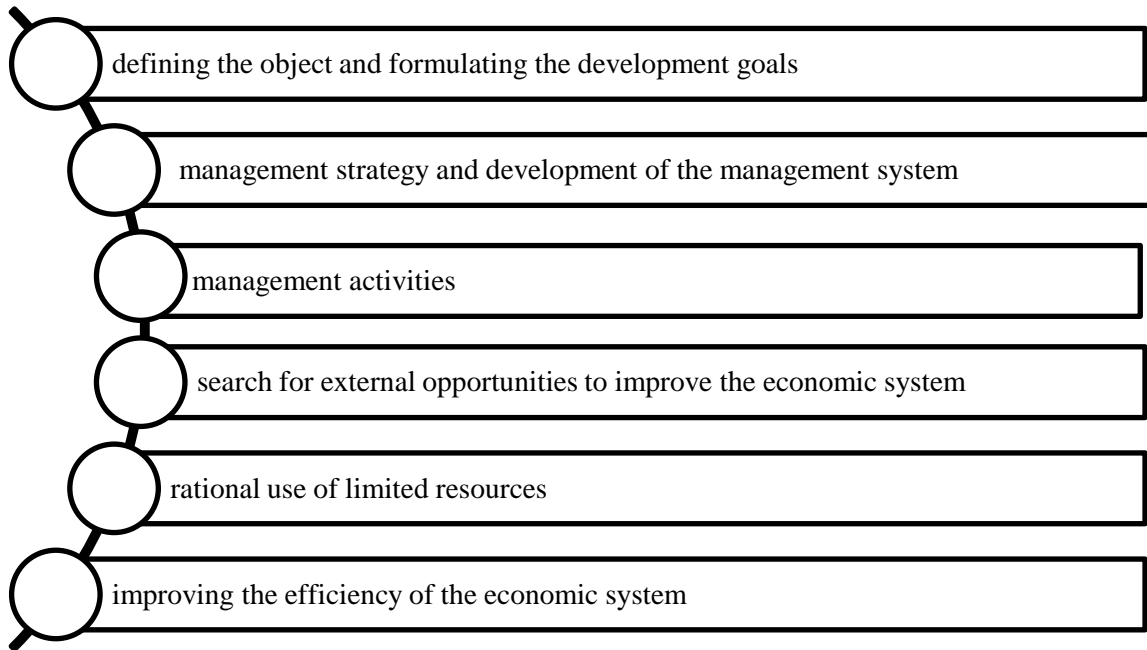 defining the object and formulating the development goals
management strategy and development of the management system
management activities
search for external opportunities to improve the economic system
rational use of limited resources
improving the efficiency of the economic system